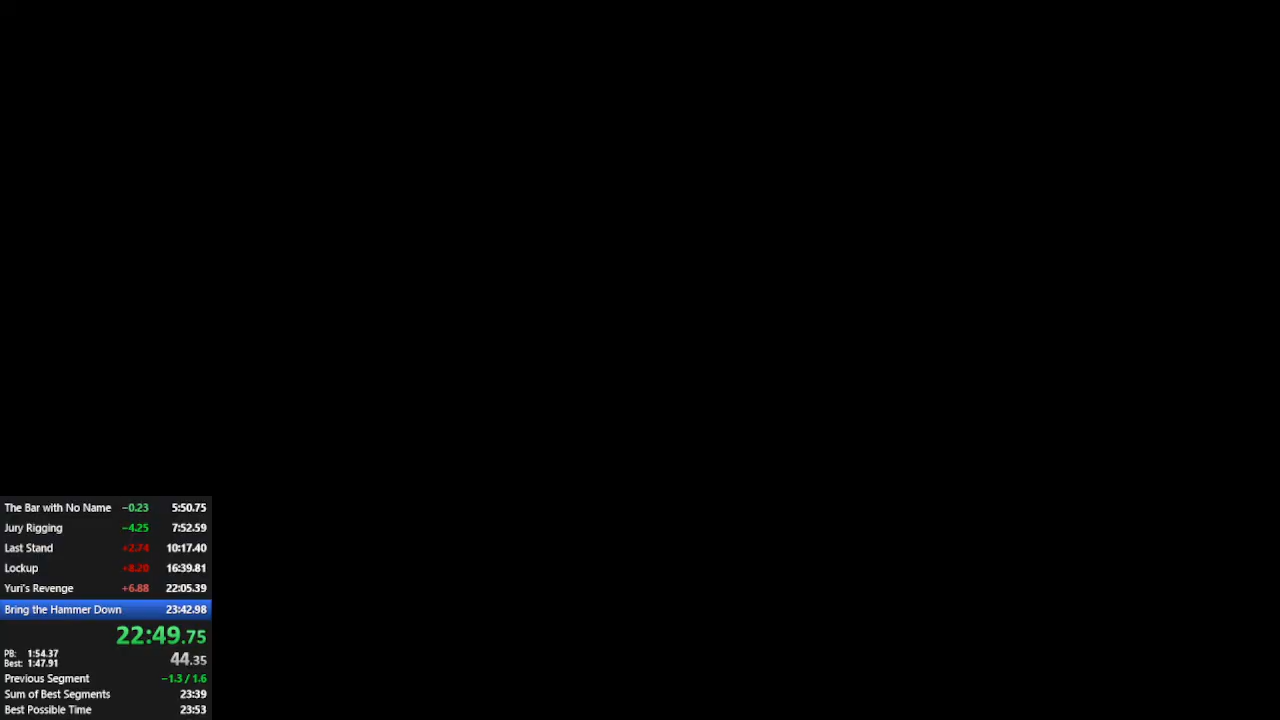 The Bar with No Name −0.23 5:50.75
Jury Rigging −4.25 7:52.59
Last Stand +2.74 10:17.40
Lockup +8.20 16:39.81
Yuri's Revenge +6.88 22:05.39
Bring the Hammer Down 23:42.98
22:49.75
PB: 1:54.37
Best: 1:47.91
44.35
Previous Segment −1.3 / 1.6
Sum of Best Segments 23:39
Best Possible Time 23:53